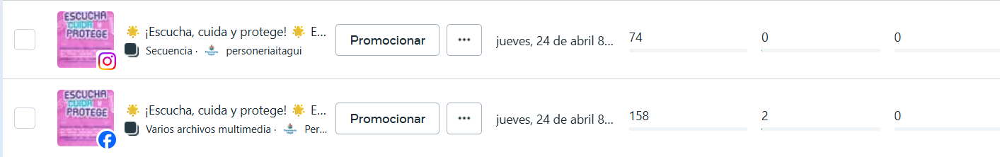 ESCUCHA
CUIDA
PROTEGE
🌟 ¡Escucha, cuida y protege! 🌟 E...
Secuencia · personeriaitagui
Promocionar
...
jueves, 24 de abril 8...
74
0
0
ESCUCHA
CUIDA
PROTEGE
🌟 ¡Escucha, cuida y protege! 🌟 E...
Varios archivos multimedia · Per...
Promocionar
...
jueves, 24 de abril 8...
158
2
0